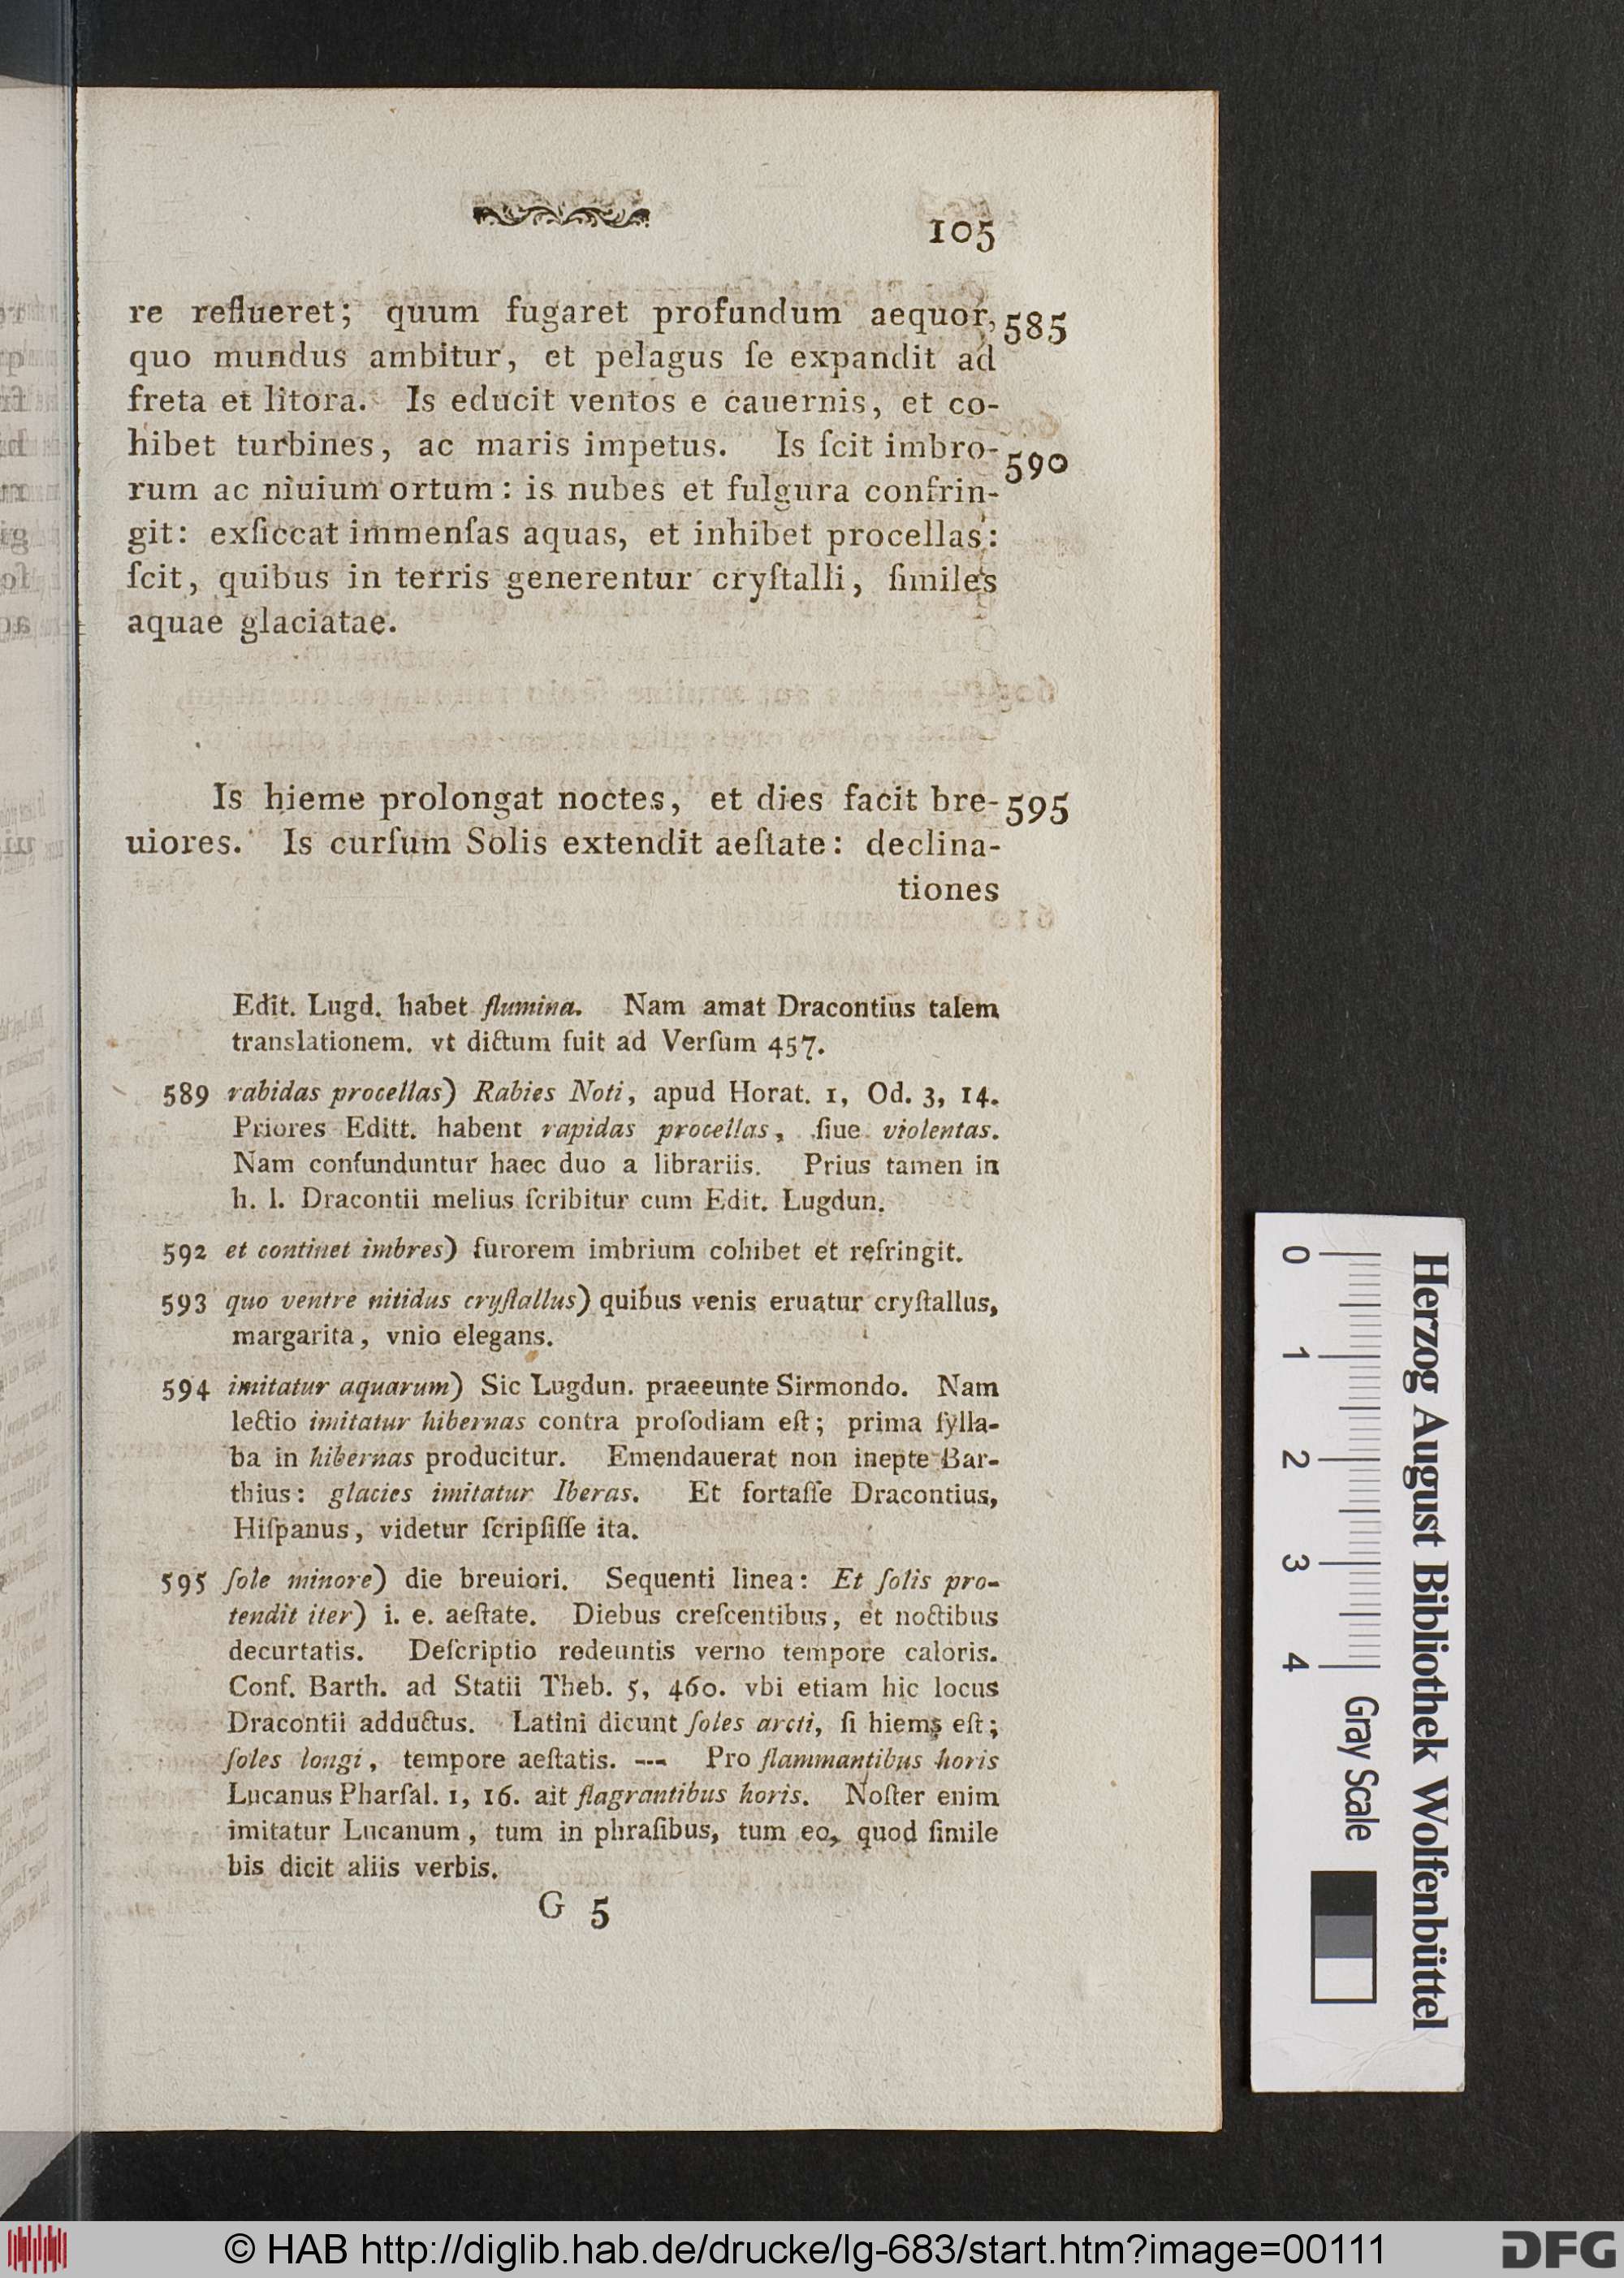 105
re reflueret; quum fugaret profundum aequor, 585
quo mundus ambitur, et pelagus ſe expandit ad
freta et litora. Is educit ventos e cauernis, et co-
hibet turbines, ac maris impetus. Is ſcit imbro- 590
rum ac niuium ortum: is nubes et fulgura confrin-
git: exſiccat immenſas aquas, et inhibet procellas:
ſcit, quibus in terris generentur cryſtalli, ſimiles
aquae glaciatae.
Is hieme prolongat noctes, et dies facit bre- 595
uiores. Is curſum Solis extendit aeſtate: declina-
tiones
Edit. Lugd. habet flumina. Nam amat Dracontius talem
translationem. vt dictum fuit ad Verſum 457.
589 rabidas procellas) Rabies Noti, apud Horat. 1, Od. 3, 14.
Priores Editt. habent rapidas procellas, ſiue violentas.
Nam confunduntur haec duo a librariis. Prius tamen in
h. l. Dracontii melius ſcribitur cum Edit. Lugdun.
592 et continet imbres) furorem imbrium cohibet et refringit.
593 quo ventre nitidus cryſtallus) quibus venis eruatur cryſtallus,
margarita, vnio elegans.
594 imitatur aquarum) Sic Lugdun. praeeunte Sirmondo. Nam
lectio imitatur hibernas contra proſodiam eſt; prima ſylla-
ba in hibernas producitur. Emendauerat non inepte Bar-
thius: glacies imitatur Iberas. Et fortaſſe Dracontius,
Hiſpanus, videtur ſcripſiſſe ita.
595 ſole minore) die breuiori. Sequenti linea: Et ſolis pro-
tendit iter) i. e. aeſtate. Diebus creſcentibus, et noctibus
decurtatis. Deſcriptio redeuntis verno tempore caloris.
Conf. Barth. ad Statii Theb. 5, 460. vbi etiam hic locus
Dracontii adductus. Latini dicunt ſoles arcti, ſi hiems eſt;
ſoles longi, tempore aeſtatis. --- Pro flammantibus horis
Lucanus Pharſal. 1, 16. ait flagrantibus horis. Noſter enim
imitatur Lucanum, tum in phraſibus, tum eo, quod ſimile
bis dicit aliis verbis.
G 5
0 1 2 3 4 Gray Scale
Herzog August Bibliothek Wolfenbüttel
© HAB http://diglib.hab.de/drucke/lg-683/start.htm?image=00111
DFG